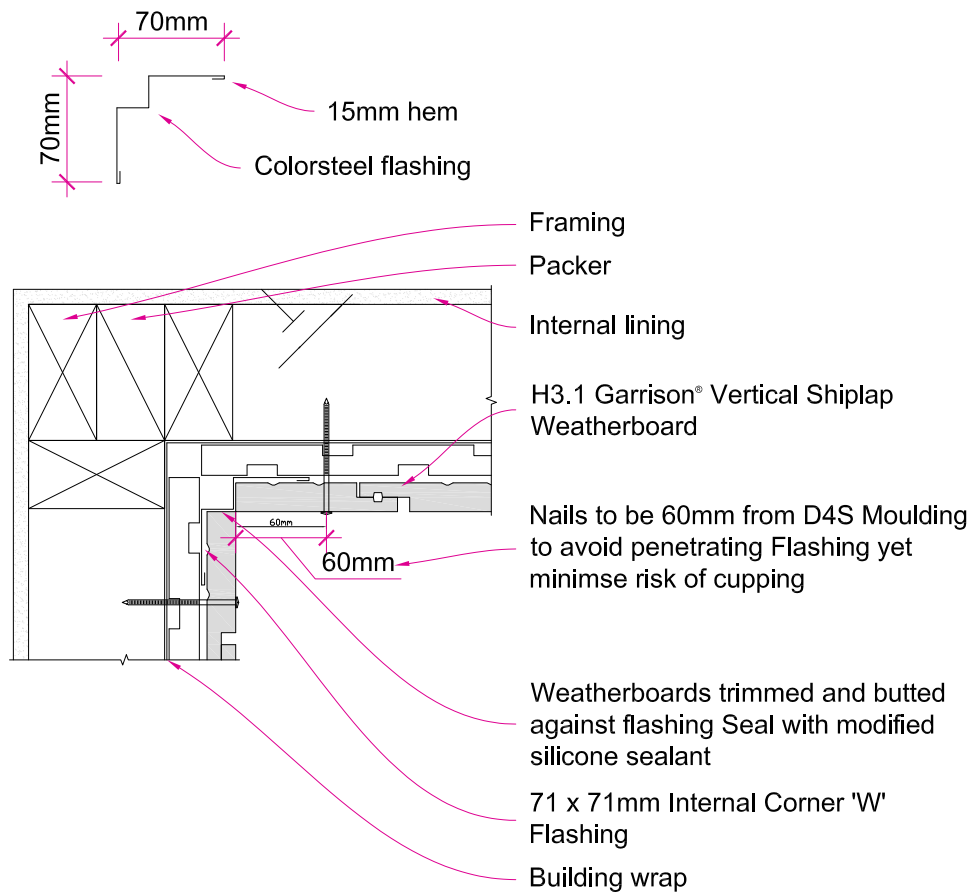 70mm
70mm
15mm hem
Colorsteel flashing
Framing
Packer
Internal lining
H3.1 Garrison® Vertical Shiplap
Weatherboard
60mm
60mm
Nails to be 60mm from D4S Moulding
to avoid penetrating Flashing yet
minimse risk of cupping
Weatherboards trimmed and butted
against flashing Seal with modified
silicone sealant
71 x 71mm Internal Corner 'W'
Flashing
Building wrap